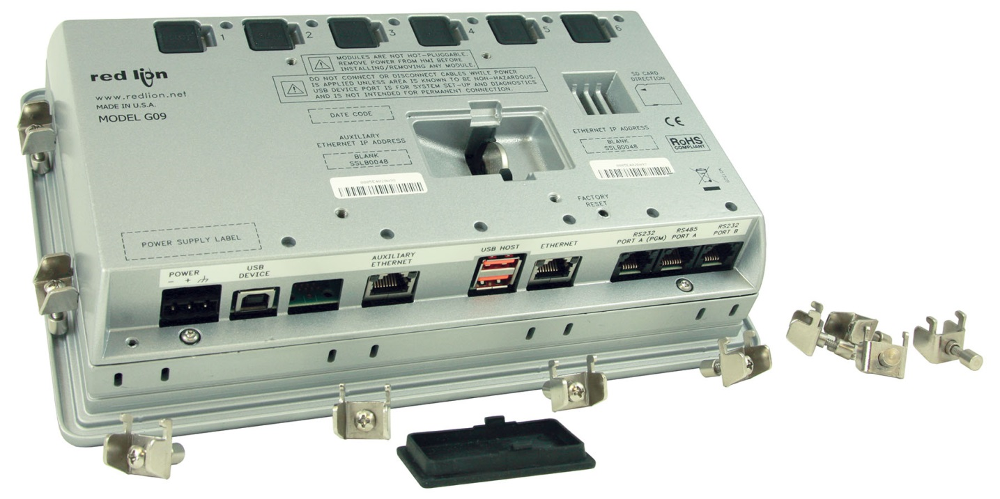 1
2
3
4
5
6
MODULES ARE NOT HOT-PLUGGABLE.
REMOVE POWER FROM HMI BEFORE
INSTALLING/REMOVING ANY MODULE.
DO NOT CONNECT OR DISCONNECT CABLES WHILE POWER
IS APPLIED UNLESS AREA IS KNOWN TO BE NON-HAZARDOUS.
USB DEVICE PORT IS FOR SYSTEM SET-UP AND DIAGNOSTICS
AND IS NOT INTENDED FOR PERMANENT CONNECTION.
red lion
www.redlion.net
MADE IN U.S.A.
MODEL G09
SD CARD
DIRECTION
DATE CODE
AUXILIARY
ETHERNET IP ADDRESS
BLANK
SSLB0048
ETHERNET IP ADDRESS
BLANK
SSLB0048
CE
RoHS
COMPLIANT
FACTORY
RESET
POWER SUPPLY LABEL
POWER
- +
USB
DEVICE
AUXILIARY
ETHERNET
USB HOST
ETHERNET
RS232
PORT A (PGM)
RS485
PORT A
RS232
PORT B